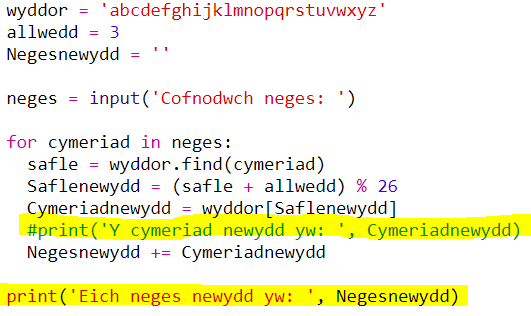 wyddor = 'abcdefghijklmnopqrstuvwxyz'
allwedd = 3
Negesnewydd = ''
neges = input('Cofnodwch neges: ')
for cymeriad in neges:
safle = wyddor.find(cymeriad)
Saflenewydd = (safle + allwedd) % 26
Cymeriadnewydd = wyddor[Saflenewydd]
#print('Y cymeriad newydd yw: ', Cymeriadnewydd)
Negesnewydd += Cymeriadnewydd
print('Eich neges newydd yw: ', Negesnewydd)